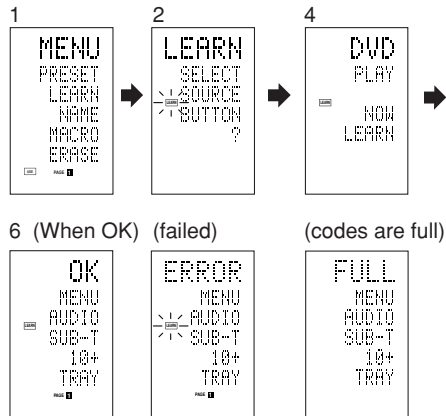 1
MENU
PRESET
LEARN
NAME
MACRO
ERASE
USE PAGE 1
2
LEARN
SELECT
SOURCE
LEARN
BUTTON
?
4
DVD
PLAY
LEARN
NOW
LEARN
6 (When OK)
OK
MENU
LEARN AUDIO
SUB-T
10+
TRAY
PAGE 1
(failed)
ERROR
MENU
LEARN AUDIO
SUB-T
10+
TRAY
PAGE 1
(codes are full)
FULL
MENU
AUDIO
SUB-T
10+
TRAY